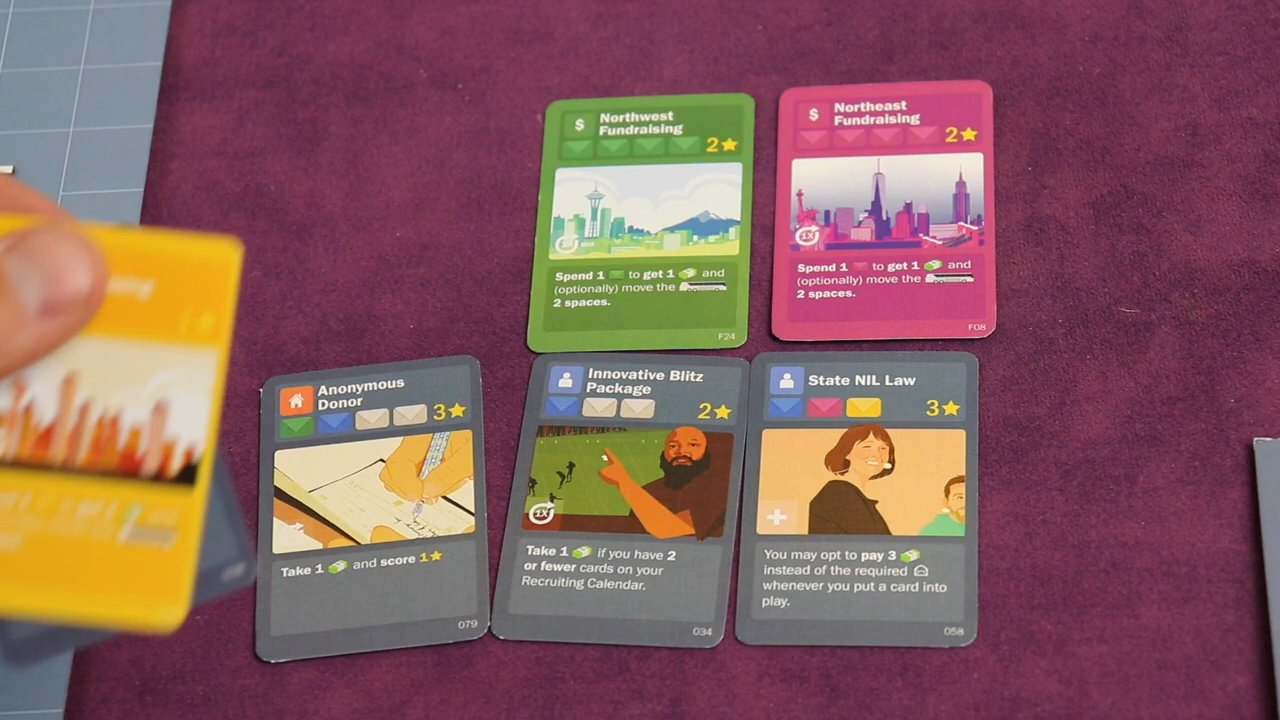 $ Northwest
Fundraising
2
Spend 1 to get 1 and
(optionally) move the
2 spaces.
F24
$ Northeast
Fundraising
2
1X
Spend 1 to get 1 and
(optionally) move the
2 spaces.
F08
Anonymous
Donor
3
Take 1 and score 1
079
Innovative Blitz
Package
2
1X
Take 1 if you have 2
or fewer cards on your
Recruiting Calendar.
034
State NIL Law
3
You may opt to pay 3
instead of the required
whenever you put a card into
play.
058